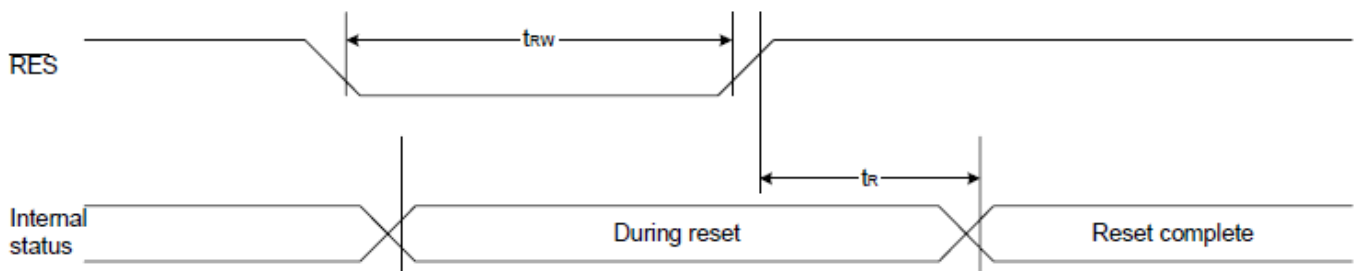 tRW
RES
tR
Internal
status
During reset
Reset complete